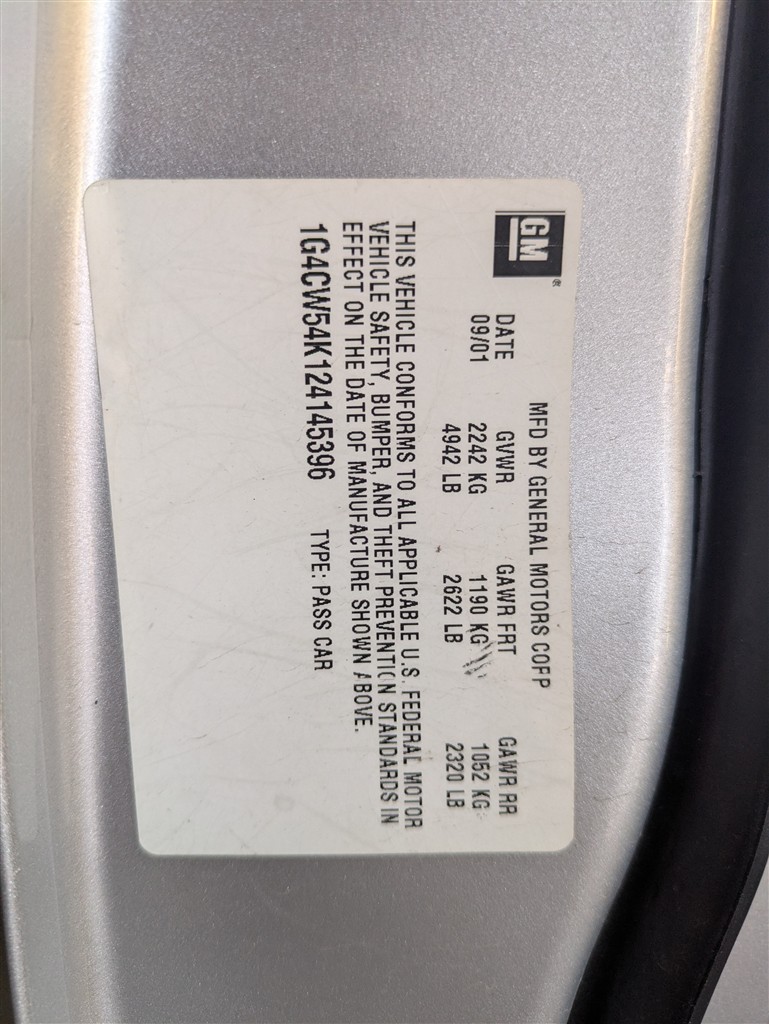 GM®
MFD BY GENERAL MOTORS CORP
DATE GVWR GAWR FRT GAWR RR
09/01 2242 KG 1190 KG 1052 KG
4942 LB 2622 LB 2320 LB
THIS VEHICLE CONFORMS TO ALL APPLICABLE U.S. FEDERAL MOTOR
VEHICLE SAFETY, BUMPER, AND THEFT PREVENTION STANDARDS IN
EFFECT ON THE DATE OF MANUFACTURE SHOWN ABOVE.
1G4CW54K124145396 TYPE: PASS CAR